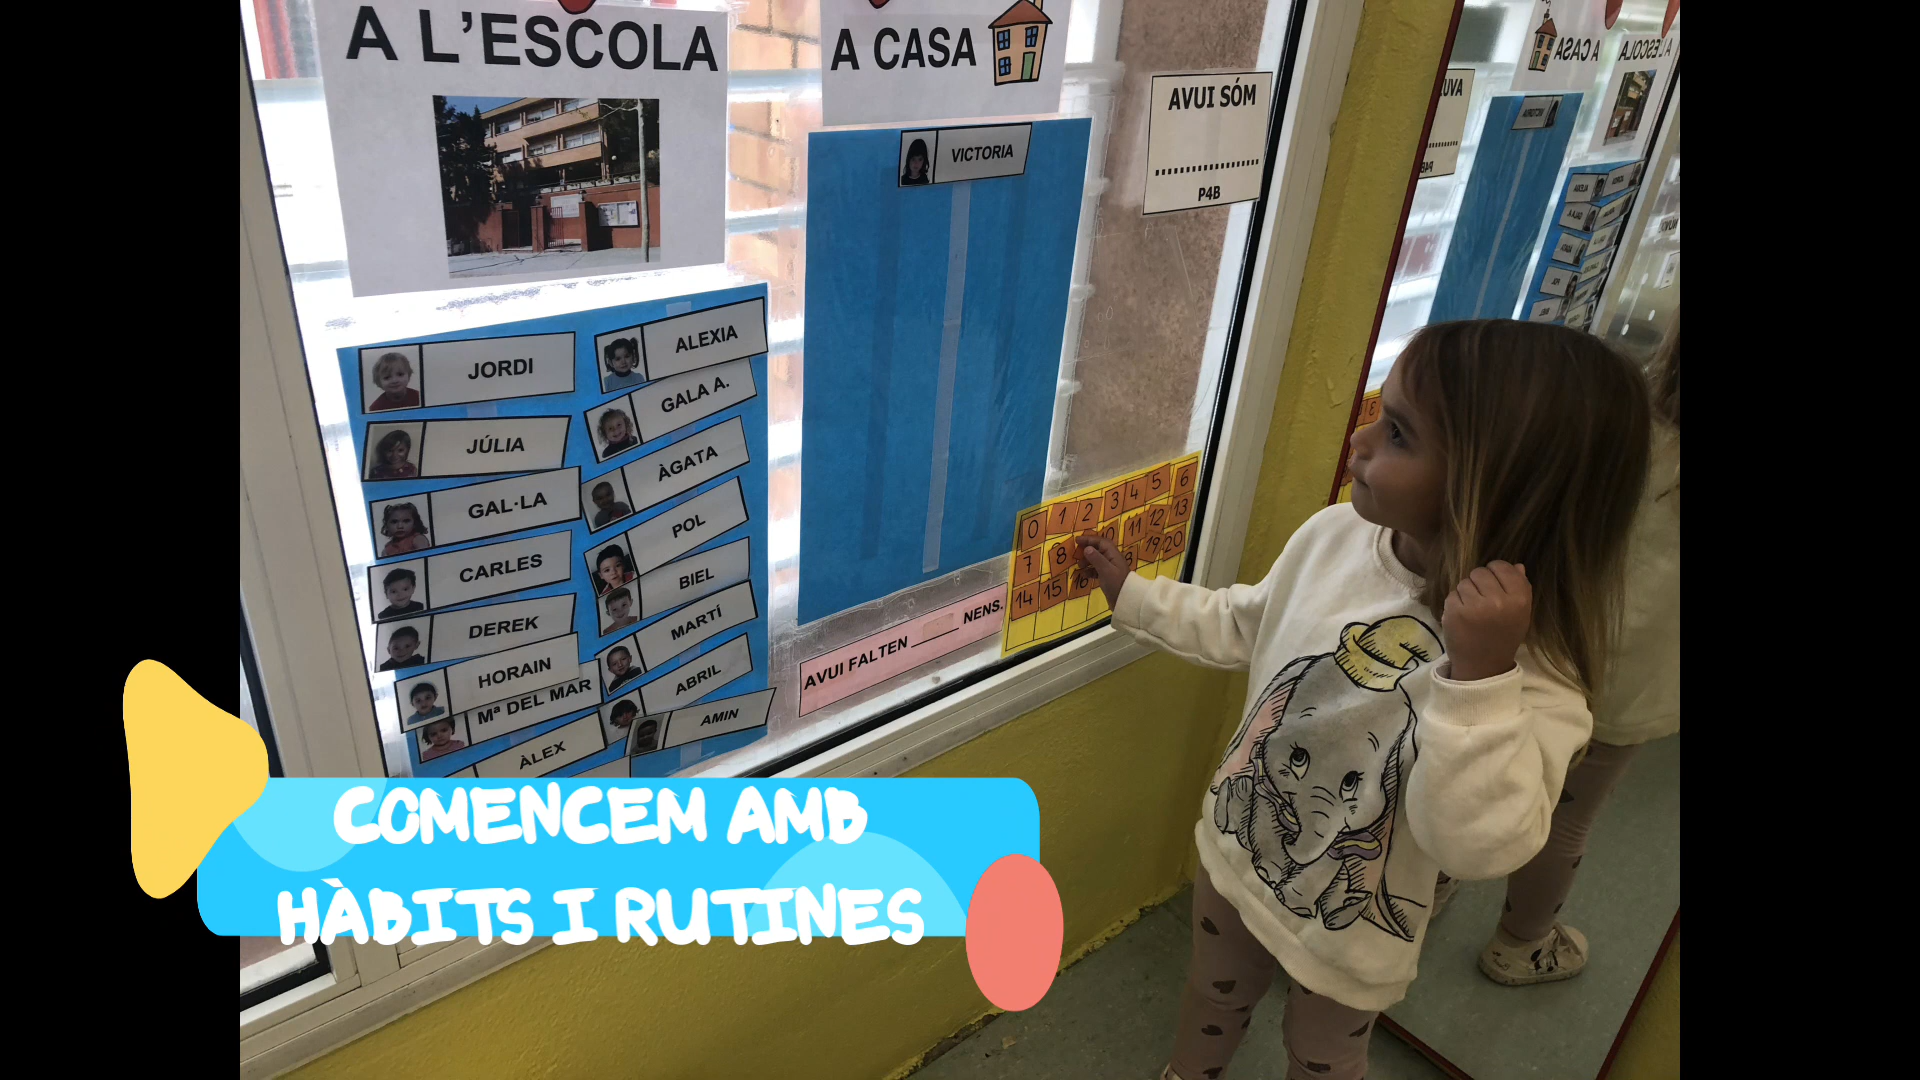 A L'ESCOLA
A CASA
AVUI SÓM
P4B
VICTORIA
JORDI
ALEXIA
JÚLIA
GALA A.
GAL·LA
ÀGATA
CARLES
POL
DEREK
BIEL
HORAIN
MARTÍ
Mª DEL MAR
ABRIL
ÀLEX
AMIN
0 1 2 3 4 5 6
7 8 11 12 13
14 15 16 19 20
AVUI FALTEN ____ NENS.
COMENCEM AMB
HÀBITS I RUTINES